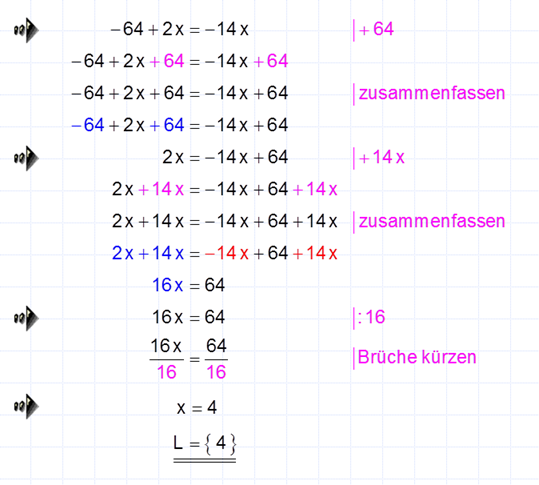 -64 + 2x = -14x |+ 64
-64 + 2x + 64 = -14x + 64
-64 + 2x + 64 = -14x + 64 |zusammenfassen
-64 + 2x + 64 = -14x + 64
2x = -14x + 64 |+ 14x
2x + 14x = -14x + 64 + 14x
2x + 14x = -14x + 64 + 14x |zusammenfassen
2x + 14x = -14x + 64 + 14x
16x = 64
16x = 64 |: 16
16x/16 = 64/16 |Brüche kürzen
x = 4
L = { 4 }